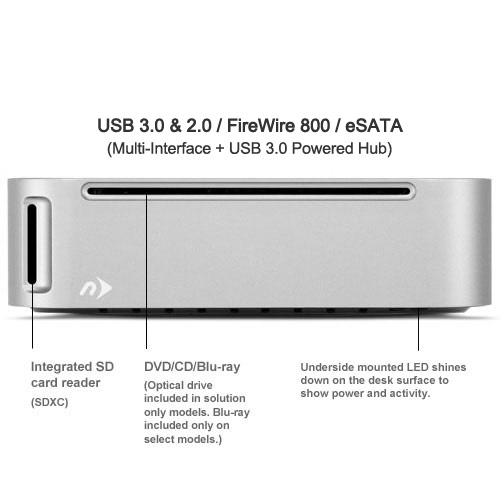 USB 3.0 & 2.0 / FireWire 800 / eSATA
(Multi-Interface + USB 3.0 Powered Hub)
Integrated SD
card reader
(SDXC)
DVD/CD/Blu-ray
(Optical drive
included in solution
only models. Blu-ray
included only on
select models.)
Underside mounted LED shines
down on the desk surface to
show power and activity.